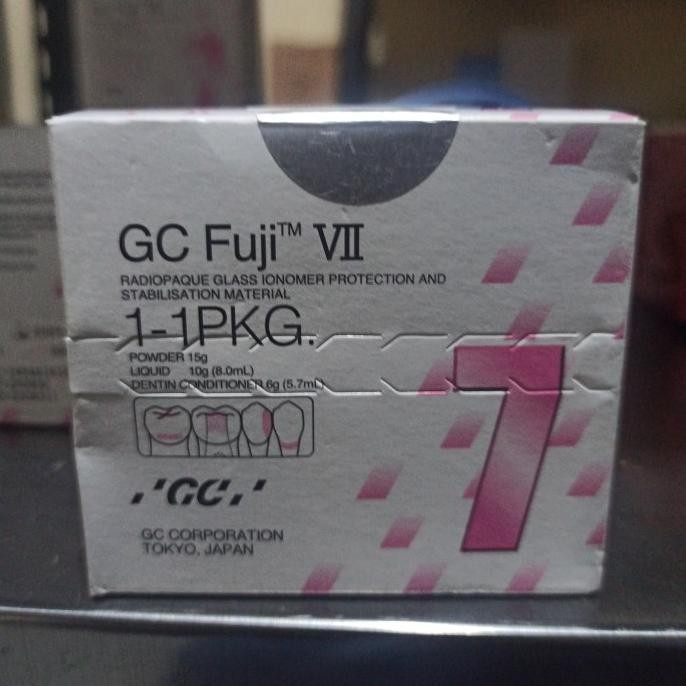 GC Fuji™ VII
RADIOPAQUE GLASS IONOMER PROTECTION AND
STABILISATION MATERIAL
1-1PKG.
POWDER 15g
LIQUID 10g (8.0mL)
DENTIN CONDITIONER 6g (5.7mL)
7
GC
GC CORPORATION
TOKYO, JAPAN